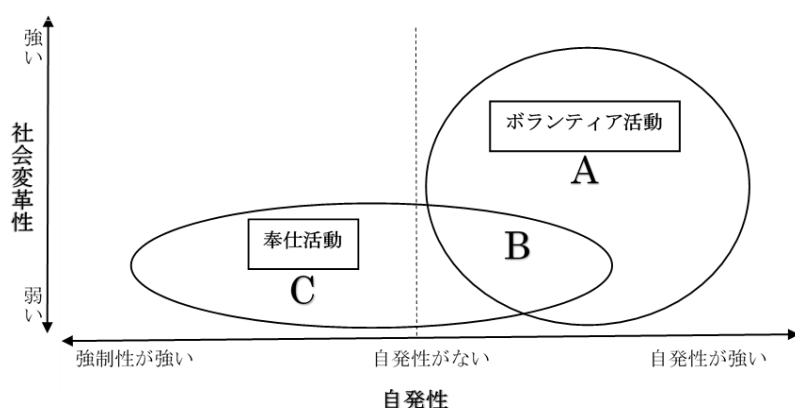 強い
社会変革性
弱い
ボランティア活動
A
奉仕活動
B
C
強制性が強い
自発性がない
自発性が強い
自発性